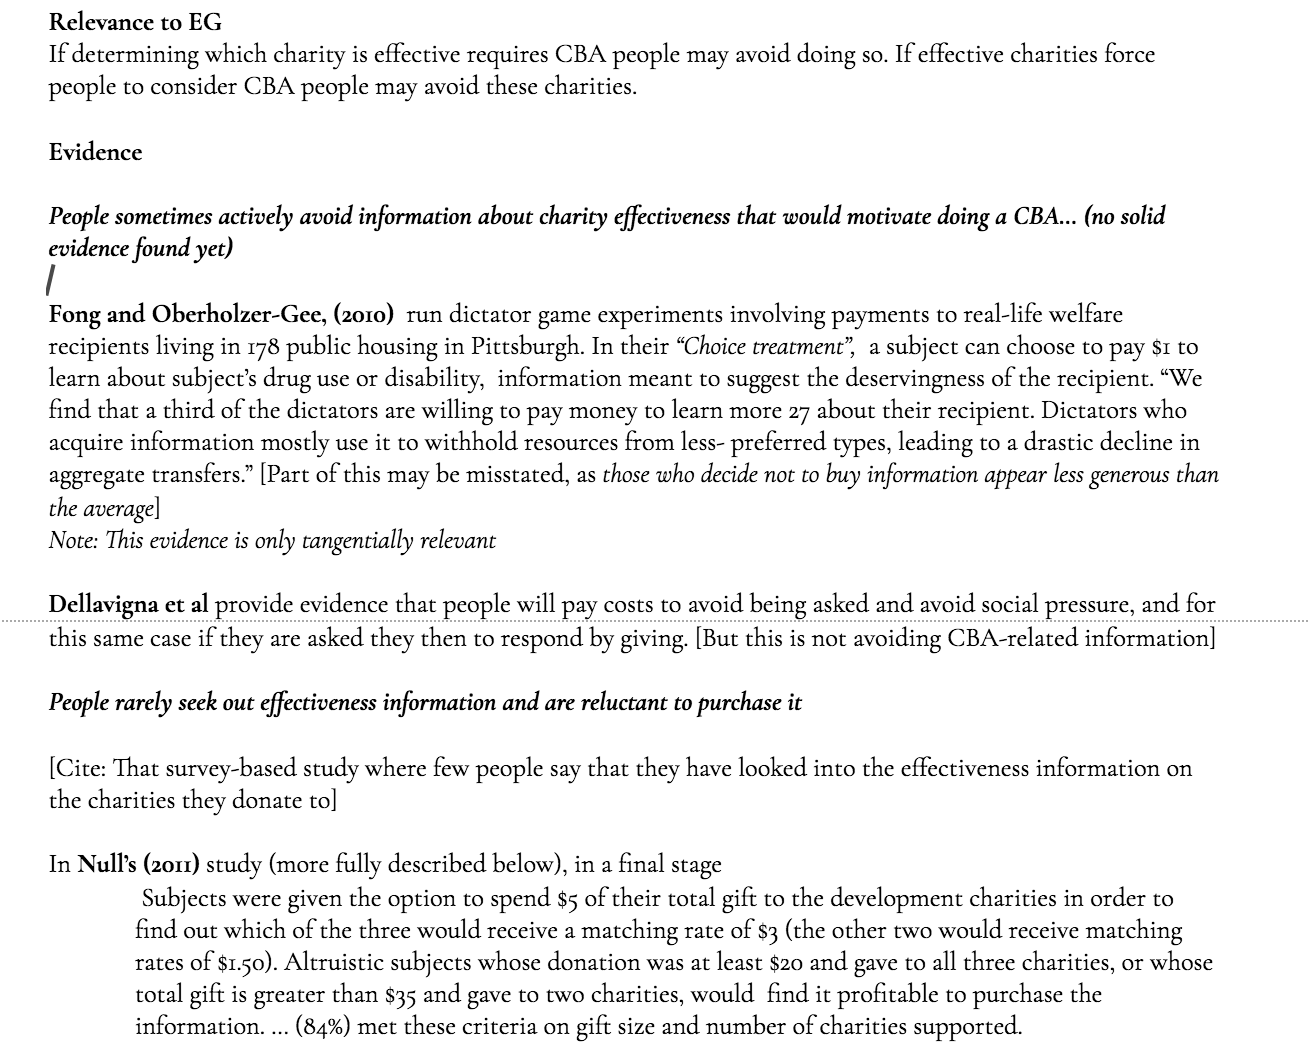 Relevance to EG
If determining which charity is effective requires CBA people may avoid doing so. If effective charities force
people to consider CBA people may avoid these charities.
Evidence
People sometimes actively avoid information about charity effectiveness that would motivate doing a CBA... (no solid
evidence found yet)
/
Fong and Oberholzer-Gee, (2010) run dictator game experiments involving payments to real-life welfare
recipients living in 178 public housing in Pittsburgh. In their “Choice treatment”, a subject can choose to pay $1 to
learn about subject’s drug use or disability, information meant to suggest the deservingness of the recipient. “We
find that a third of the dictators are willing to pay money to learn more 27 about their recipient. Dictators who
acquire information mostly use it to withhold resources from less- preferred types, leading to a drastic decline in
aggregate transfers.” [Part of this may be misstated, as those who decide not to buy information appear less generous than
the average]
Note: This evidence is only tangentially relevant
Dellavigna et al provide evidence that people will pay costs to avoid being asked and avoid social pressure, and for
this same case if they are asked they then to respond by giving. [But this is not avoiding CBA-related information]
People rarely seek out effectiveness information and are reluctant to purchase it
[Cite: That survey-based study where few people say that they have looked into the effectiveness information on
the charities they donate to]
In Null’s (2011) study (more fully described below), in a final stage
Subjects were given the option to spend $5 of their total gift to the development charities in order to
find out which of the three would receive a matching rate of $3 (the other two would receive matching
rates of $1.50). Altruistic subjects whose donation was at least $20 and gave to all three charities, or whose
total gift is greater than $35 and gave to two charities, would find it profitable to purchase the
information. ... (84%) met these criteria on gift size and number of charities supported.